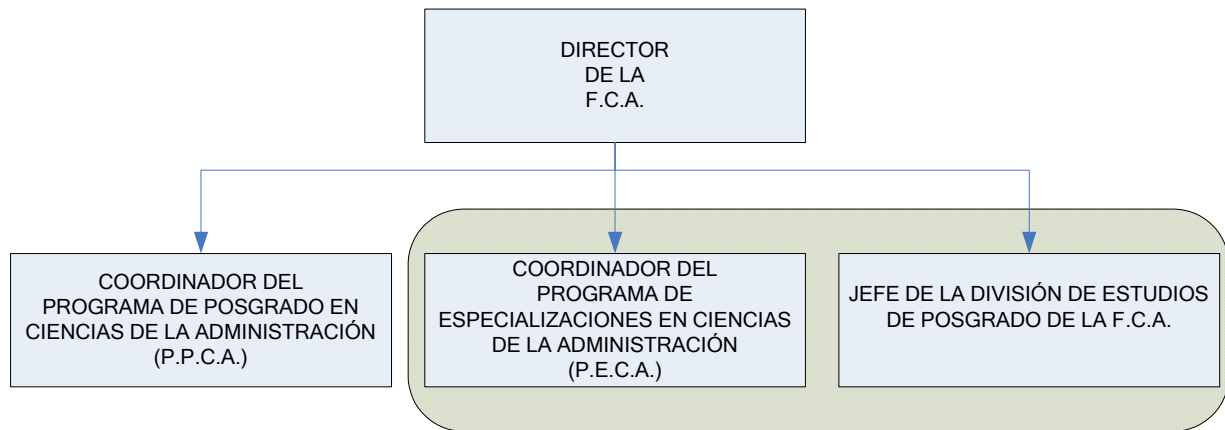 DIRECTOR
DE LA
F.C.A.
COORDINADOR DEL
PROGRAMA DE POSGRADO EN
CIENCIAS DE LA ADMINISTRACIÓN
(P.P.C.A.)
COORDINADOR DEL
PROGRAMA DE
ESPECIALIZACIONES EN CIENCIAS
DE LA ADMINISTRACIÓN
(P.E.C.A.)
JEFE DE LA DIVISIÓN DE ESTUDIOS
DE POSGRADO DE LA F.C.A.